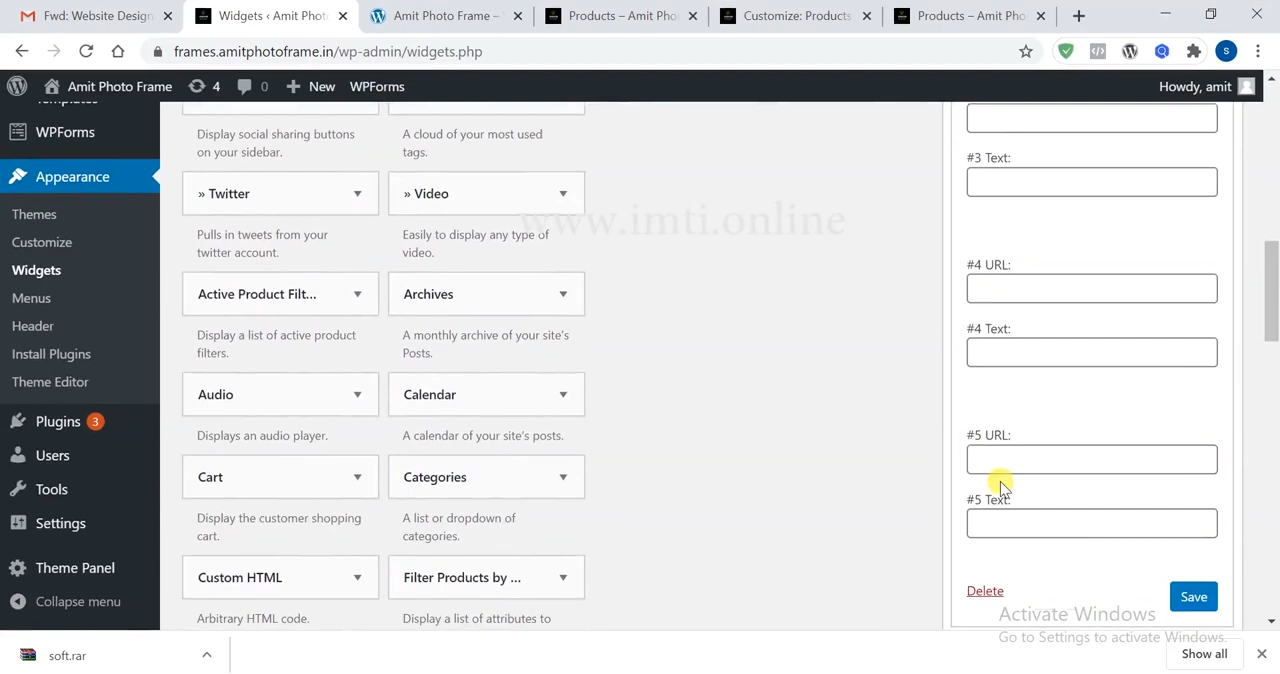 Fwd: Website Design
Widgets ‹ Amit Photo
Amit Photo Frame –
Products – Amit Pho
Customize: Products
Products – Amit Pho
frames.amitphotoframe.in/wp-admin/widgets.php
S
Amit Photo Frame
4
0
New
WPForms
Howdy, amit
Templates
WPForms
Appearance
Themes
Customize
Widgets
Menus
Header
Install Plugins
Theme Editor
Plugins 3
Users
Tools
Settings
Theme Panel
Collapse menu
Display social sharing buttons
on your sidebar.
A cloud of your most used
tags.
» Twitter
» Video
Pulls in tweets from your
twitter account.
Easily to display any type of
video.
Active Product Filt...
Archives
Display a list of active product
filters.
A monthly archive of your site's
Posts.
Audio
Calendar
Displays an audio player.
A calendar of your site's posts.
Cart
Categories
Display the customer shopping
cart.
A list or dropdown of
categories.
Custom HTML
Filter Products by ...
Arbitrary HTML code.
Display a list of attributes to
www.imti.online
#3 Text:
#4 URL:
#4 Text:
#5 URL:
#5 Text:
Delete
Save
Activate Windows
Go to Settings to activate Windows.
soft.rar
Show all